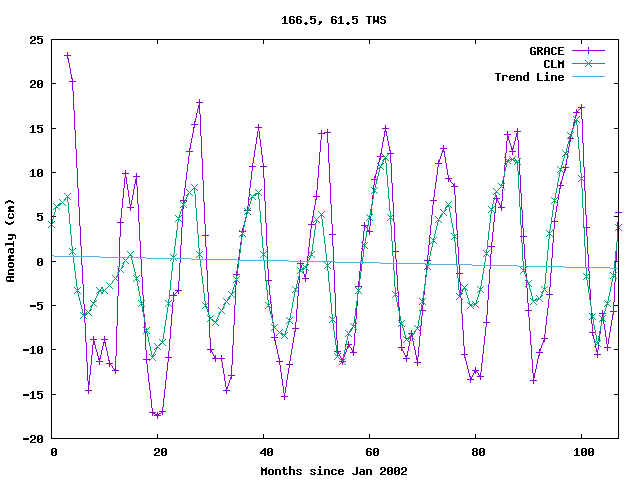 166.5, 61.5 TWS
GRACE
CLM
Trend Line
Anomaly (cm)
25
20
15
10
5
0
-5
-10
-15
-20
0 20 40 60 80 100
Months since Jan 2002